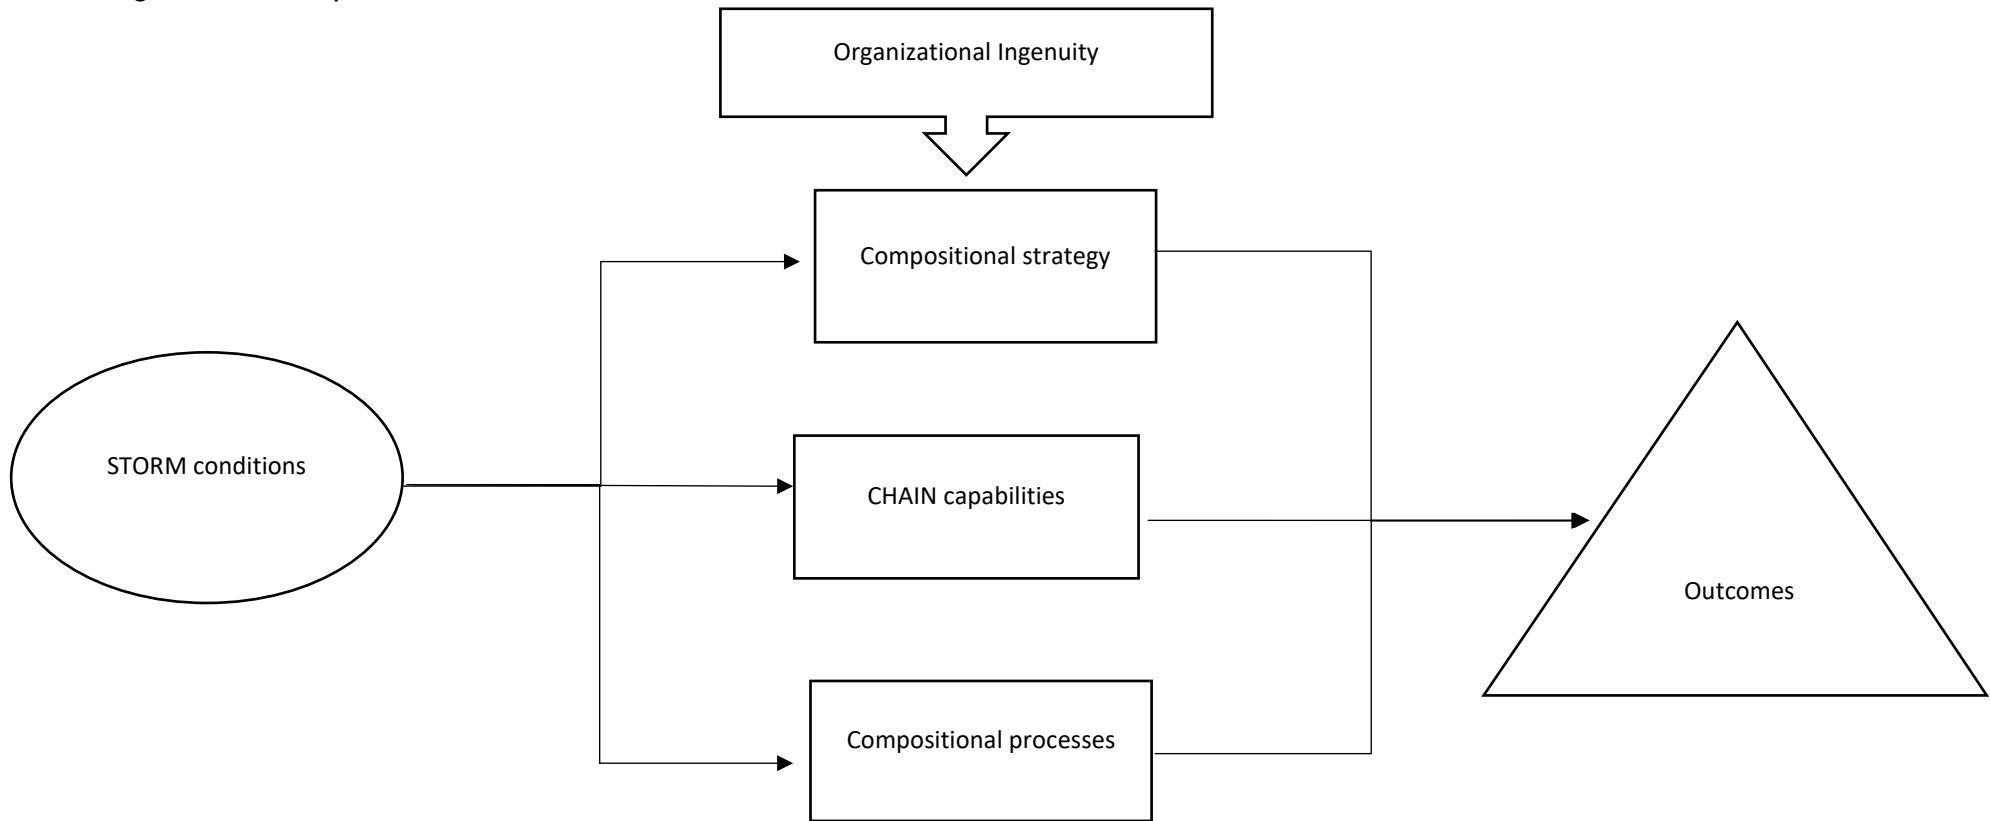 Organizational Ingenuity
Compositional strategy
STORM conditions
CHAIN capabilities
Outcomes
Compositional processes